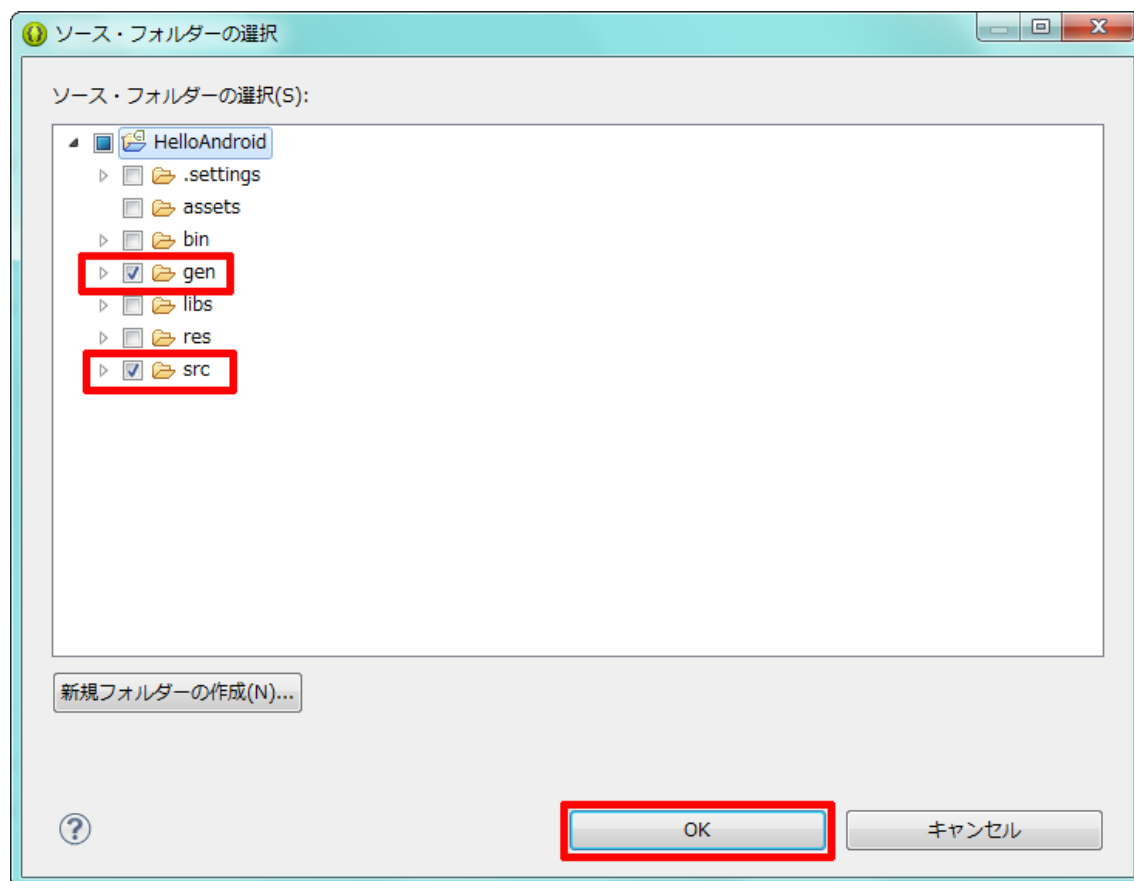 ソース・フォルダーの選択
ソース・フォルダーの選択(S):
HelloAndroid
.settings
assets
bin
gen
libs
res
src
新規フォルダーの作成(N)...
OK
キャンセル